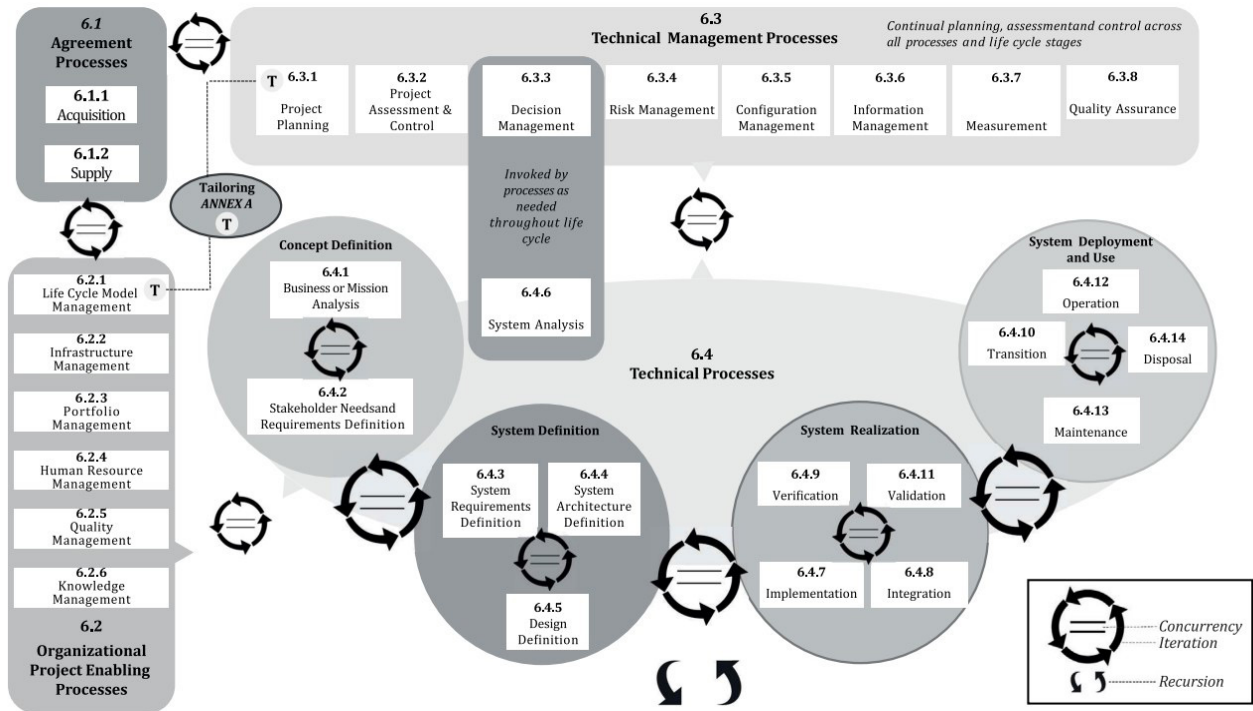 6.1
Agreement
Processes
6.1.1
Acquisition
6.1.2
Supply
6.3
Technical Management Processes
Continual planning, assessmentand control across
all processes and life cycle stages
T
6.3.1
Project
Planning
6.3.2
Project
Assessment &
Control
6.3.3
Decision
Management
6.3.4
Risk Management
6.3.5
Configuration
Management
6.3.6
Information
Management
6.3.7
Measurement
6.3.8
Quality Assurance
Invoked by
processes as
needed
throughout life
cycle
6.4.6
System Analysis
Tailoring
ANNEX A
T
6.2.1
Life Cycle Model
Management
T
6.2.2
Infrastructure
Management
6.2.3
Portfolio
Management
6.2.4
Human Resource
Management
6.2.5
Quality
Management
6.2.6
Knowledge
Management
6.2
Organizational
Project Enabling
Processes
Concept Definition
6.4.1
Business or Mission
Analysis
6.4.2
Stakeholder Needsand
Requirements Definition
6.4
Technical Processes
System Definition
6.4.3
System
Requirements
Definition
6.4.4
System
Architecture
Definition
6.4.5
Design
Definition
System Realization
6.4.9
Verification
6.4.11
Validation
6.4.7
Implementation
6.4.8
Integration
System Deployment
and Use
6.4.12
Operation
6.4.10
Transition
6.4.14
Disposal
6.4.13
Maintenance
Concurrency
Iteration
Recursion